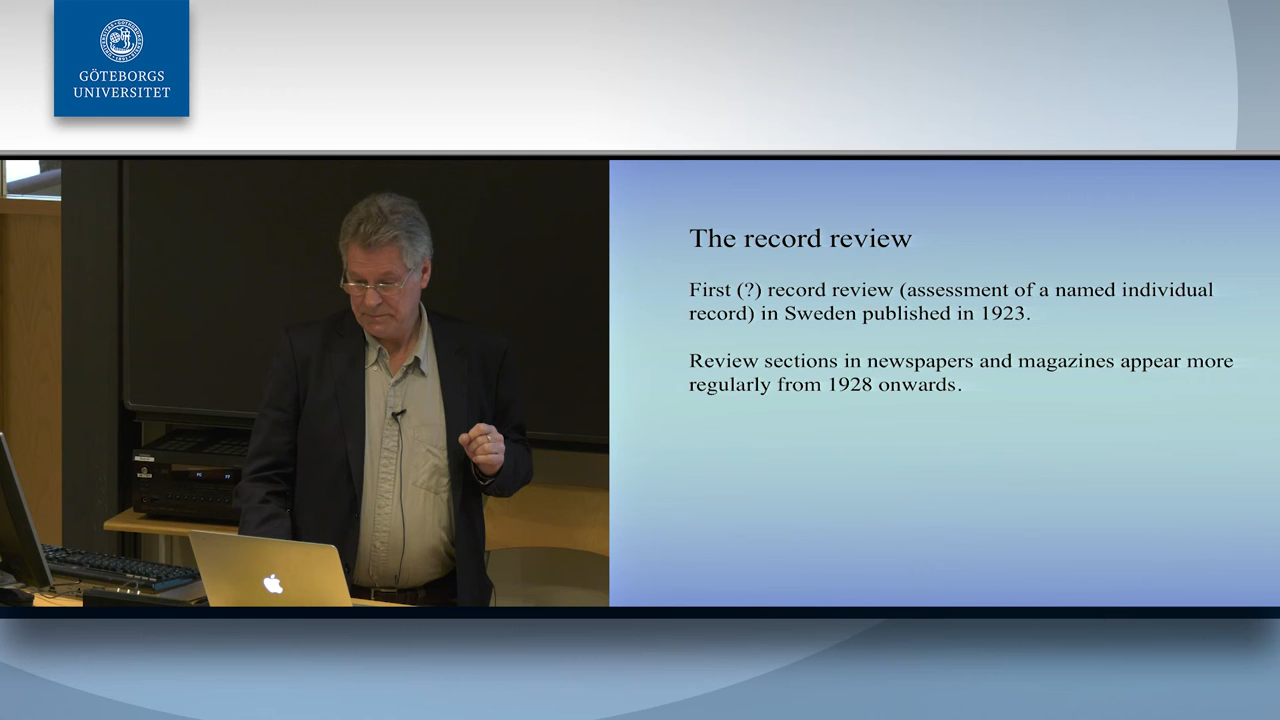 GÖTEBORGS
UNIVERSITET
The record review
First (?) record review (assessment of a named individual
record) in Sweden published in 1923.
Review sections in newspapers and magazines appear more
regularly from 1928 onwards.